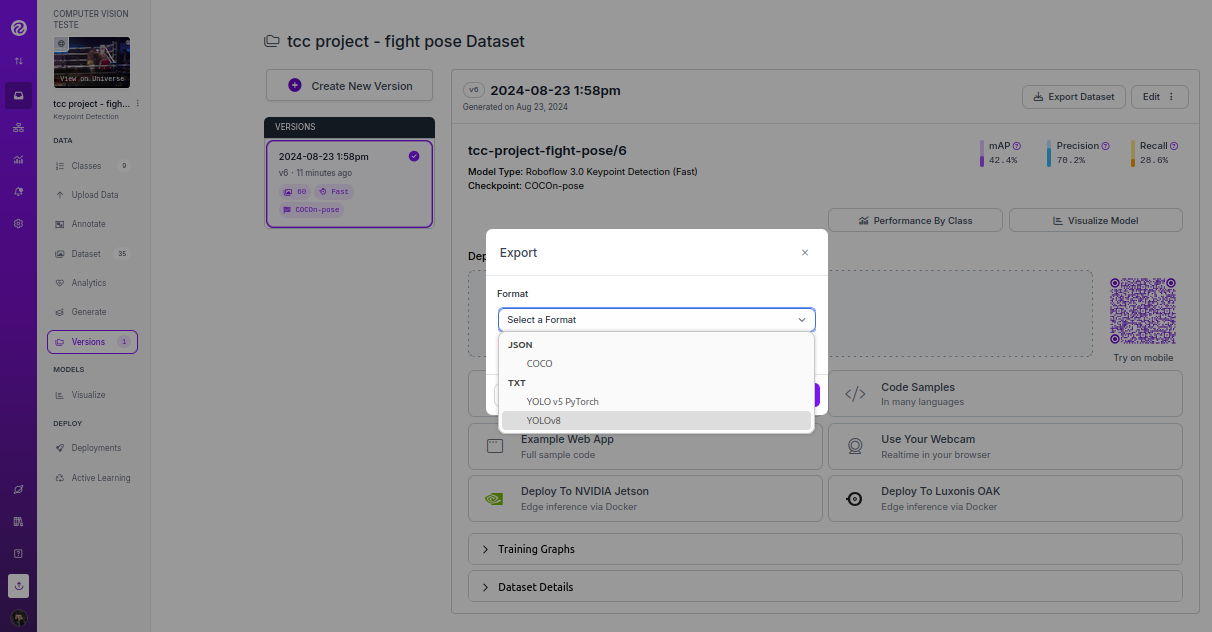 COMPUTER VISION
TESTE
View on Universe
tcc project - figh...
Keypoint Detection
DATA
Classes 9
Upload Data
Annotate
Dataset 35
Analytics
Generate
Versions 1
MODELS
Visualize
DEPLOY
Deployments
Active Learning
tcc project - fight pose Dataset
Create New Version
VERSIONS
2024-08-23 1:58pm
v6 · 11 minutes ago
60 Fast
COCOn-pose
v6 2024-08-23 1:58pm
Generated on Aug 23, 2024
Export Dataset
Edit
tcc-project-fight-pose/6
Model Type: Roboflow 3.0 Keypoint Detection (Fast)
Checkpoint: COCOn-pose
mAP
42.4%
Precision
70.2%
Recall
28.6%
Performance By Class
Visualize Model
Dep
Export
×
Format
Select a Format
JSON
COCO
TXT
YOLO v5 PyTorch
YOLOv8
Try on mobile
</> Code Samples
In many languages
Example Web App
Full sample code
Use Your Webcam
Realtime in your browser
Deploy To NVIDIA Jetson
Edge inference via Docker
Deploy To Luxonis OAK
Edge inference via Docker
Training Graphs
Dataset Details